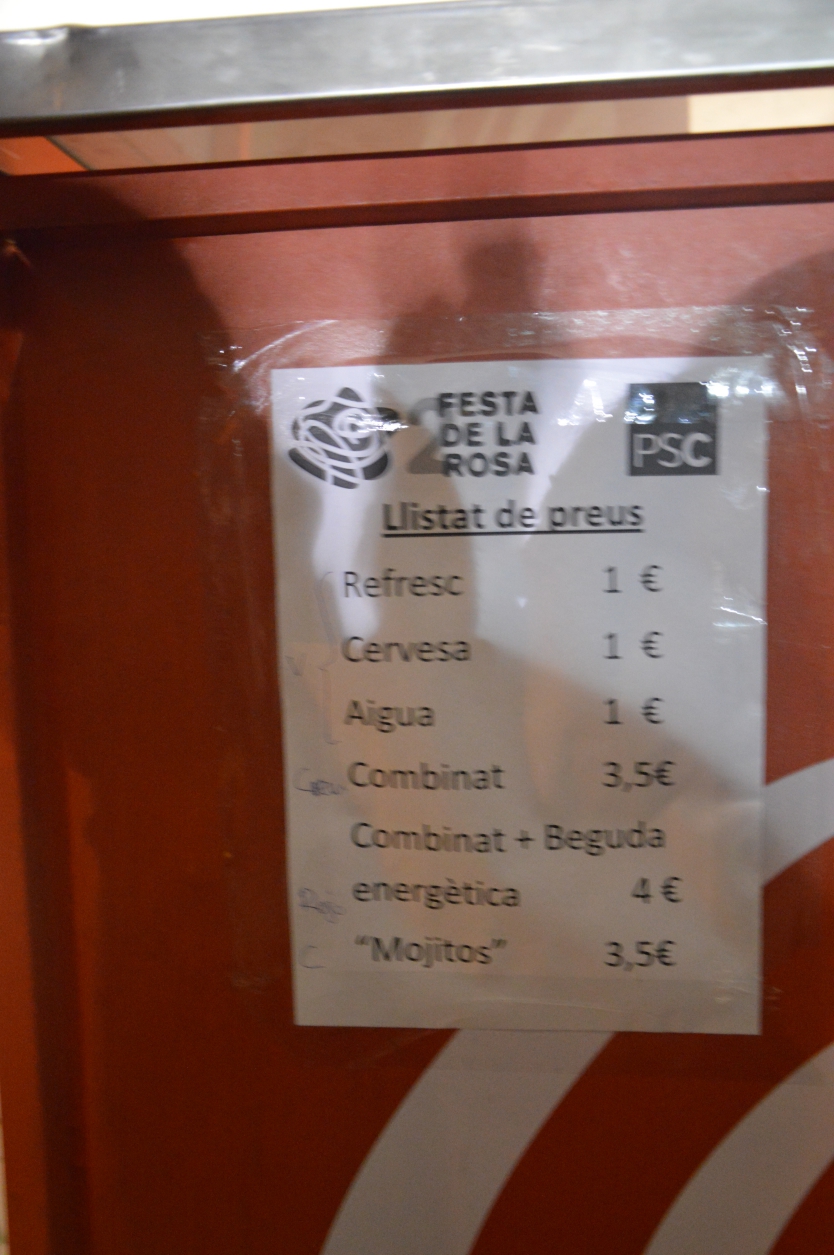 2 FESTA
DE LA
ROSA
PSC
Llistat de preus
Refresc 1 €
Cervesa 1 €
Aigua 1 €
Combinat 3,5€
Combinat + Beguda
energètica 4 €
"Mojitos" 3,5€